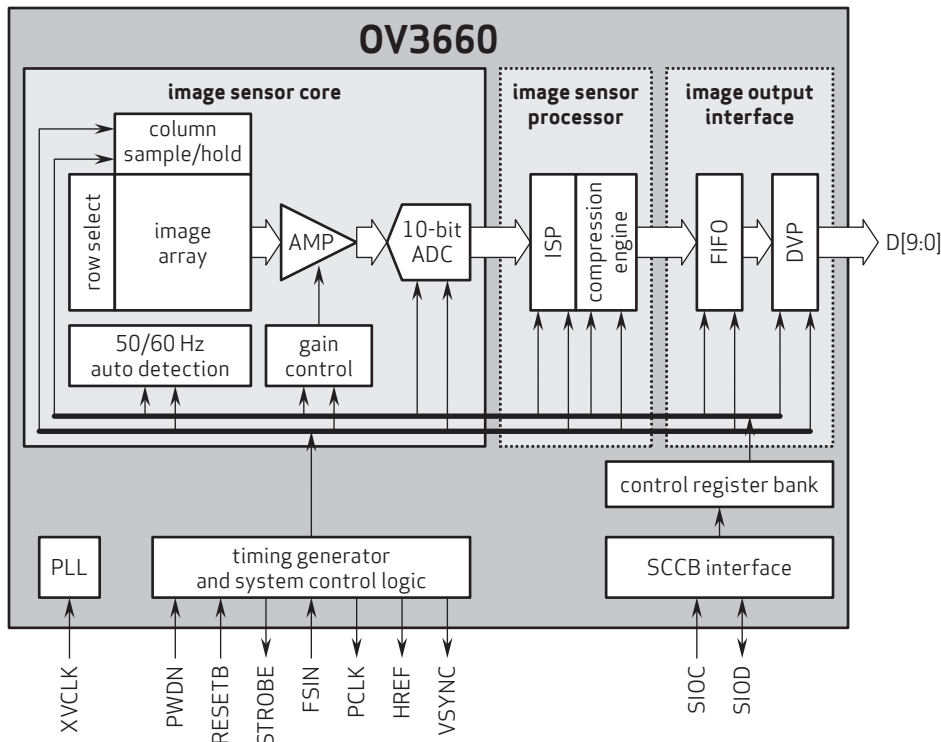 OV3660
image sensor core
image sensor
processor
image output
interface
column
sample/hold
row select
image
array
AMP
10-bit
ADC
ISP
compression
engine
FIFO
DVP
D[9:0]
50/60 Hz
auto detection
gain
control
control register bank
PLL
timing generator
and system control logic
SCCB interface
XVCLK
PWDN
RESETB
STROBE
FSIN
PCLK
HREF
VSYNC
SIOC
SIOD